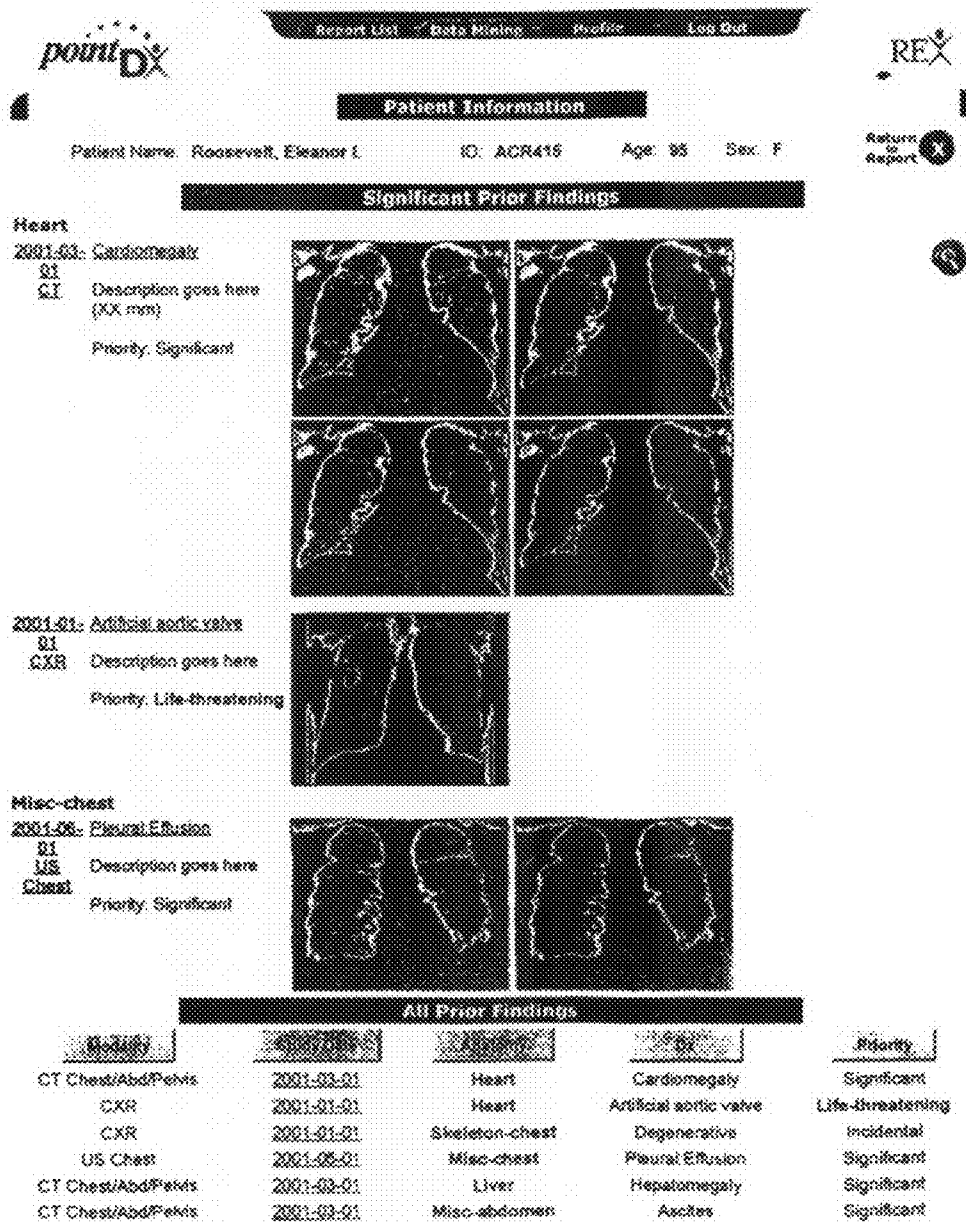 point DX
Report List Data Mining Profile Log Out
REX
Patient Information
Patient Name: Roosevelt, Eleanor L ID: ACR415 Age: 95 Sex: F
Return to Report X
Significant Prior Findings
Heart
2001-03-01 CT
Cardiomegaly
Description goes here
(XX mm)
Priority: Significant
2001-01-01 CXR
Artificial aortic valve
Description goes here
Priority: Life-threatening
Misc-chest
2001-06-01 US Chest
Pleural Effusion
Description goes here
Priority: Significant
All Prior Findings
Modality Dx Priority
CT Chest/Abd/Pelvis 2001-03-01 Heart Cardiomegaly Significant
CXR 2001-01-01 Heart Artificial aortic valve Life-threatening
CXR 2001-01-01 Skeleton-chest Degenerative Incidental
US Chest 2001-06-01 Misc-chest Pleural Effusion Significant
CT Chest/Abd/Pelvis 2001-03-01 Liver Hepatomegaly Significant
CT Chest/Abd/Pelvis 2001-03-01 Misc-abdomen Ascites Significant